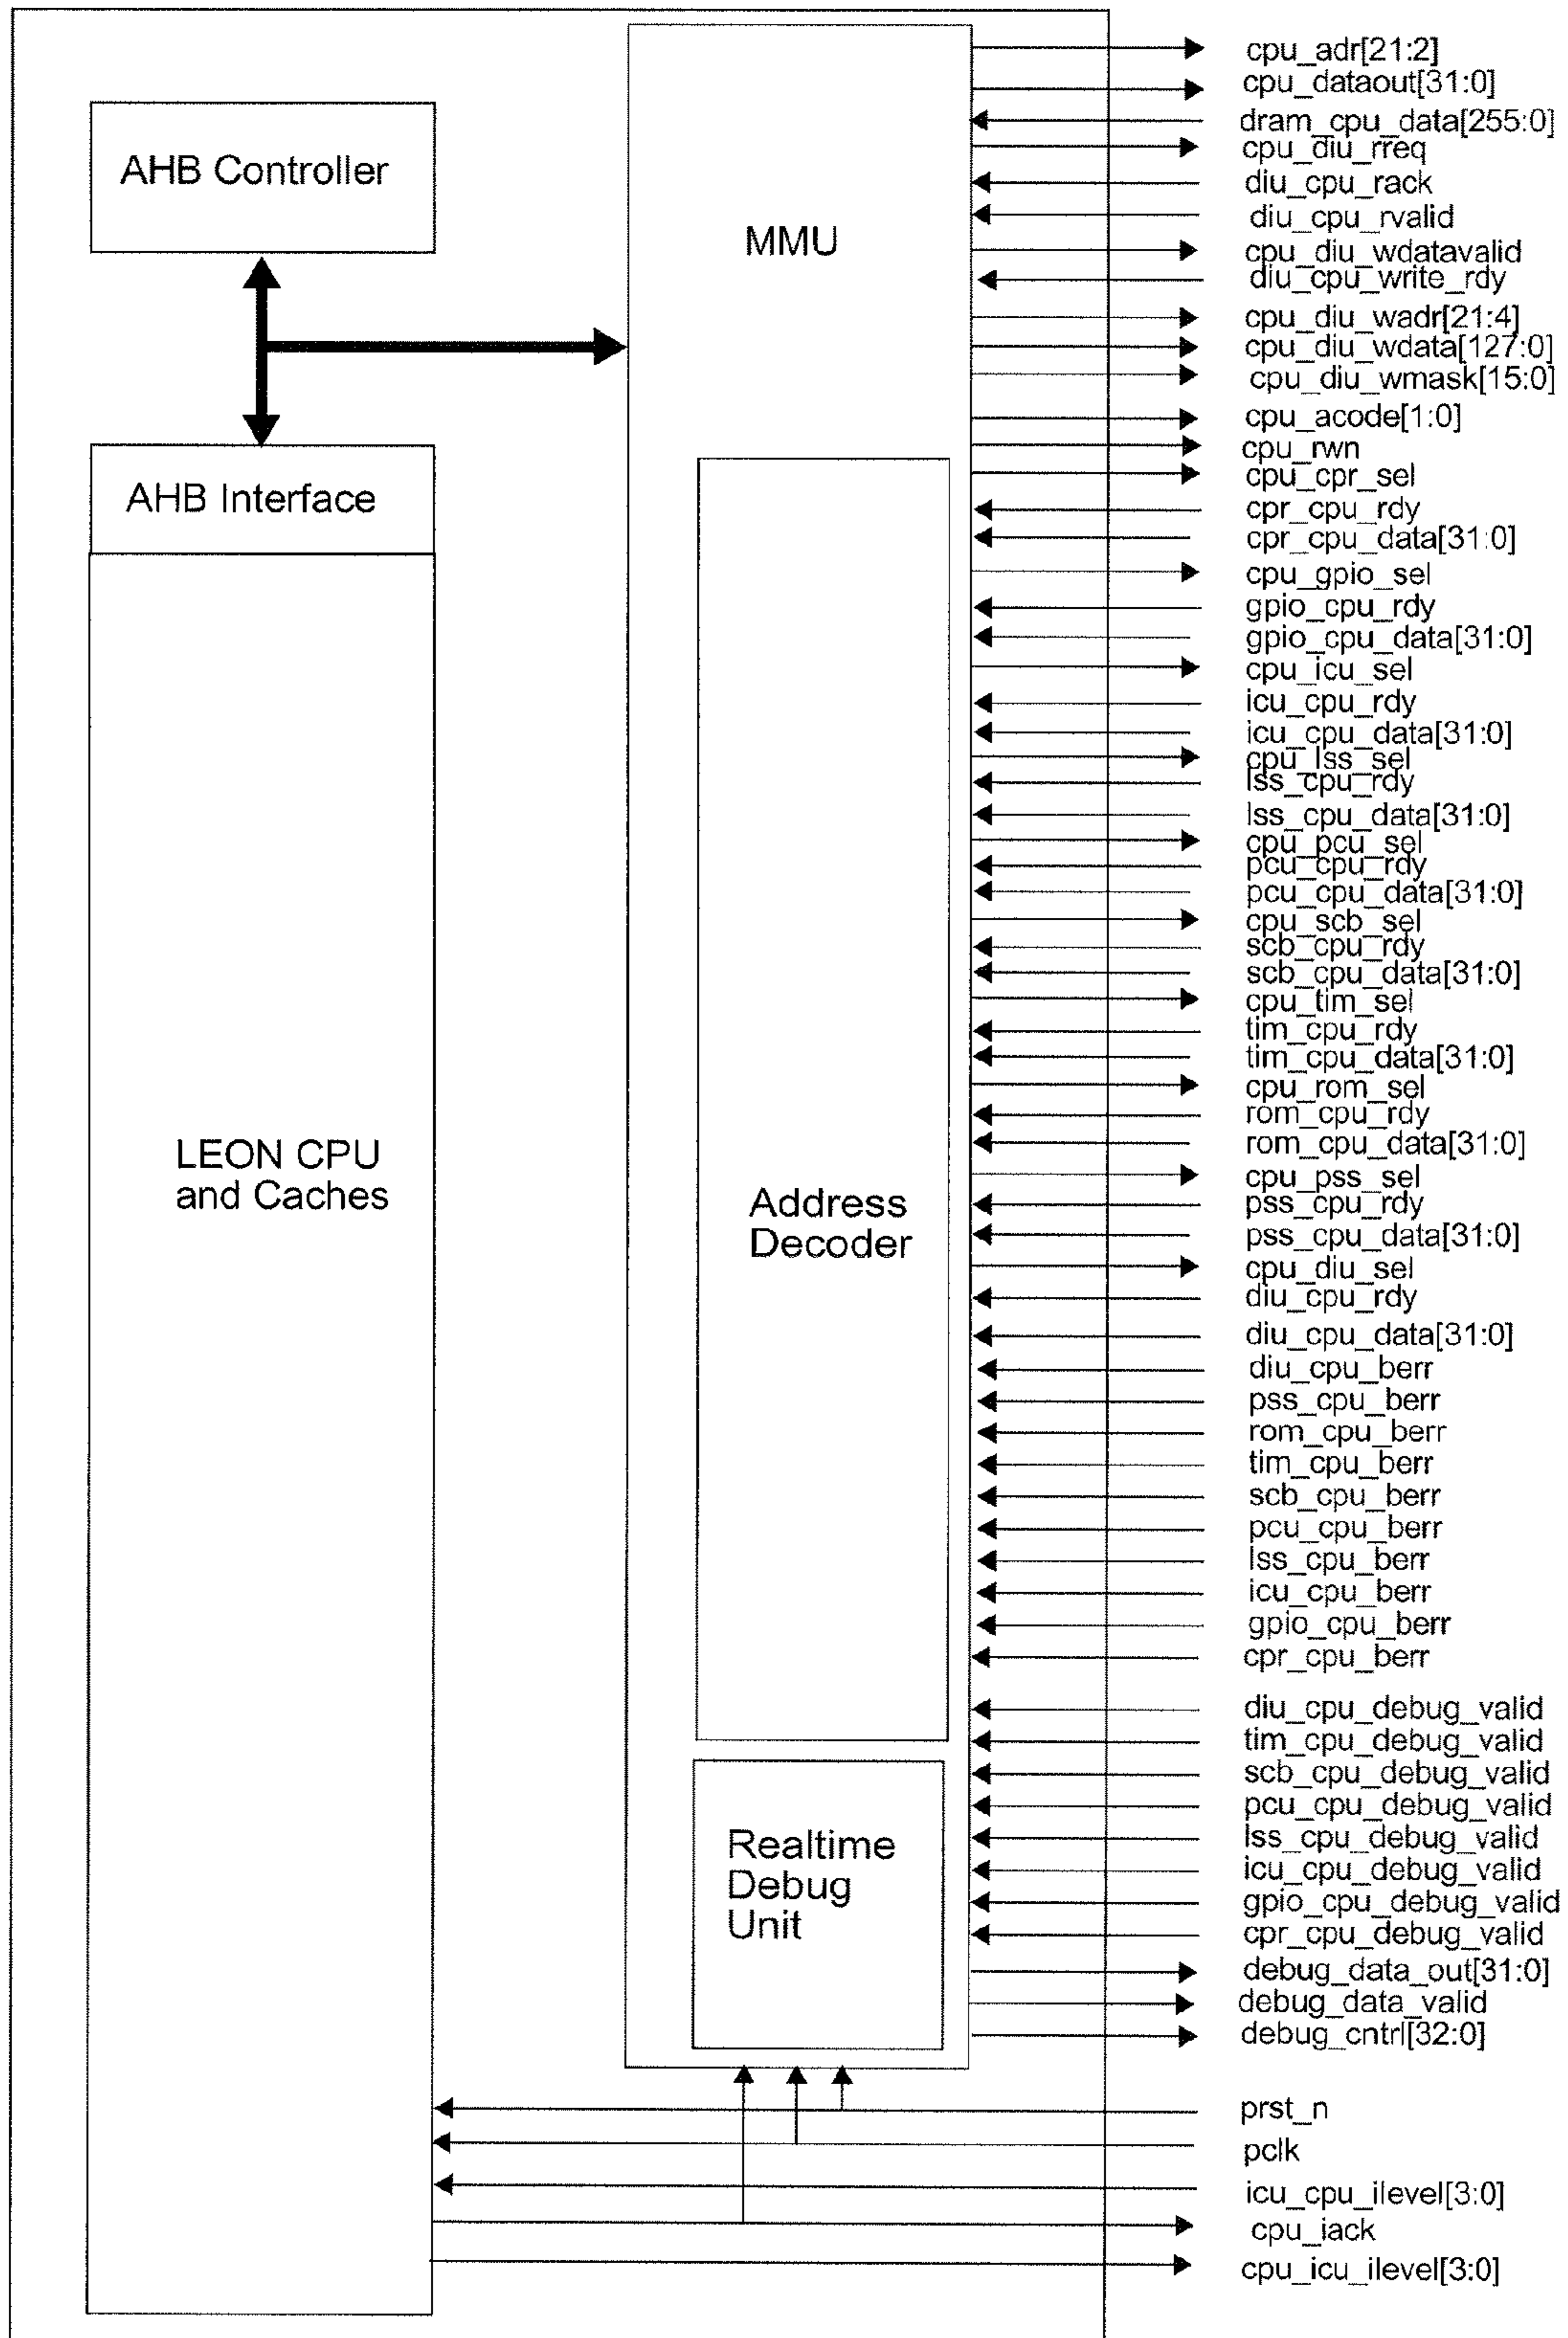 AHB Controller
AHB Interface
LEON CPU
and Caches
MMU
Address
Decoder
Realtime
Debug
Unit
cpu_adr[21:2]
cpu_dataout[31:0]
dram_cpu_data[255:0]
cpu_diu_rreq
diu_cpu_rack
diu_cpu_rvalid
cpu_diu_wdatavalid
diu_cpu_write_rdy
cpu_diu_wadr[21:4]
cpu_diu_wdata[127:0]
cpu_diu_wmask[15:0]
cpu_acode[1:0]
cpu_rwn
cpu_cpr_sel
cpr_cpu_rdy
cpr_cpu_data[31:0]
cpu_gpio_sel
gpio_cpu_rdy
gpio_cpu_data[31:0]
cpu_icu_sel
icu_cpu_rdy
icu_cpu_data[31:0]
cpu_lss_sel
lss_cpu_rdy
lss_cpu_data[31:0]
cpu_pcu_sel
pcu_cpu_rdy
pcu_cpu_data[31:0]
cpu_scb_sel
scb_cpu_rdy
scb_cpu_data[31:0]
cpu_tim_sel
tim_cpu_rdy
tim_cpu_data[31:0]
cpu_rom_sel
rom_cpu_rdy
rom_cpu_data[31:0]
cpu_pss_sel
pss_cpu_rdy
pss_cpu_data[31:0]
cpu_diu_sel
diu_cpu_rdy
diu_cpu_data[31:0]
diu_cpu_berr
pss_cpu_berr
rom_cpu_berr
tim_cpu_berr
scb_cpu_berr
pcu_cpu_berr
lss_cpu_berr
icu_cpu_berr
gpio_cpu_berr
cpr_cpu_berr
diu_cpu_debug_valid
tim_cpu_debug_valid
scb_cpu_debug_valid
pcu_cpu_debug_valid
lss_cpu_debug_valid
icu_cpu_debug_valid
gpio_cpu_debug_valid
cpr_cpu_debug_valid
debug_data_out[31:0]
debug_data_valid
debug_cntrl[32:0]
prst_n
pclk
icu_cpu_ilevel[3:0]
cpu_iack
cpu_icu_ilevel[3:0]